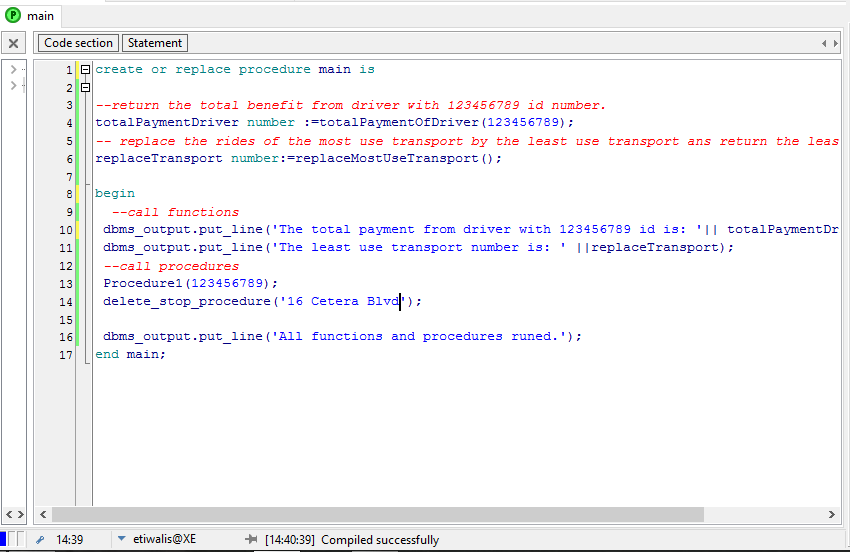 main
Code section Statement
1 create or replace procedure main is
2
3 --return the total benefit from driver with 123456789 id number.
4 totalPaymentDriver number :=totalPaymentOfDriver(123456789);
5 -- replace the rides of the most use transport by the least use transport ans return the leas
6 replaceTransport number:=replaceMostUseTransport();
7
8 begin
9 --call functions
10 dbms_output.put_line('The total payment from driver with 123456789 id is: '|| totalPaymentDr
11 dbms_output.put_line('The least use transport number is: ' ||replaceTransport);
12 --call procedures
13 Procedure1(123456789);
14 delete_stop_procedure('16 Cetera Blvd');
15
16 dbms_output.put_line('All functions and procedures runed.');
17 end main;
14:39 etiwalis@XE [14:40:39] Compiled successfully